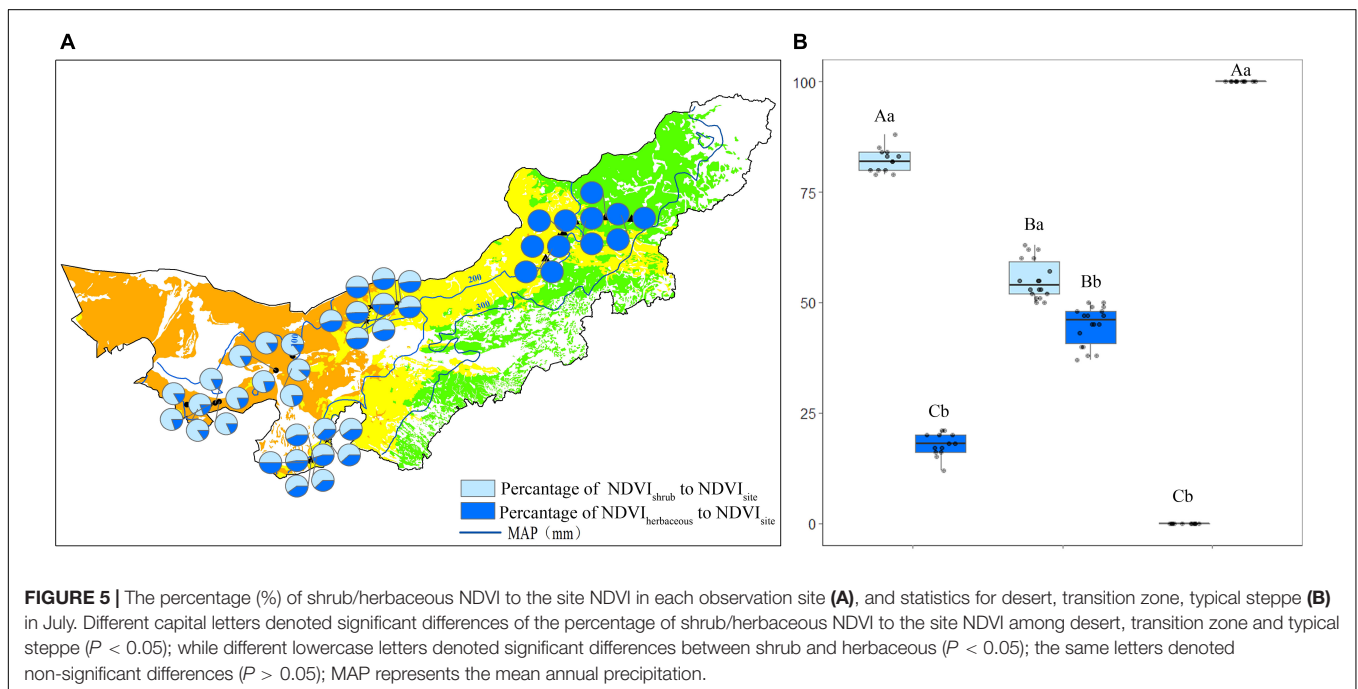 A
B
200
300
100
Percantage of NDVIshrub to NDVIsite
Percantage of NDVIherbaceous to NDVIsite
MAP（mm）
100
75
50
25
0
Aa
Cb
Ba
Bb
Cb
Aa
FIGURE 5 | The percentage (%) of shrub/herbaceous NDVI to the site NDVI in each observation site (A), and statistics for desert, transition zone, typical steppe (B)
in July. Different capital letters denoted significant differences of the percentage of shrub/herbaceous NDVI to the site NDVI among desert, transition zone and typical
steppe (P < 0.05); while different lowercase letters denoted significant differences between shrub and herbaceous (P < 0.05); the same letters denoted
non-significant differences (P > 0.05); MAP represents the mean annual precipitation.